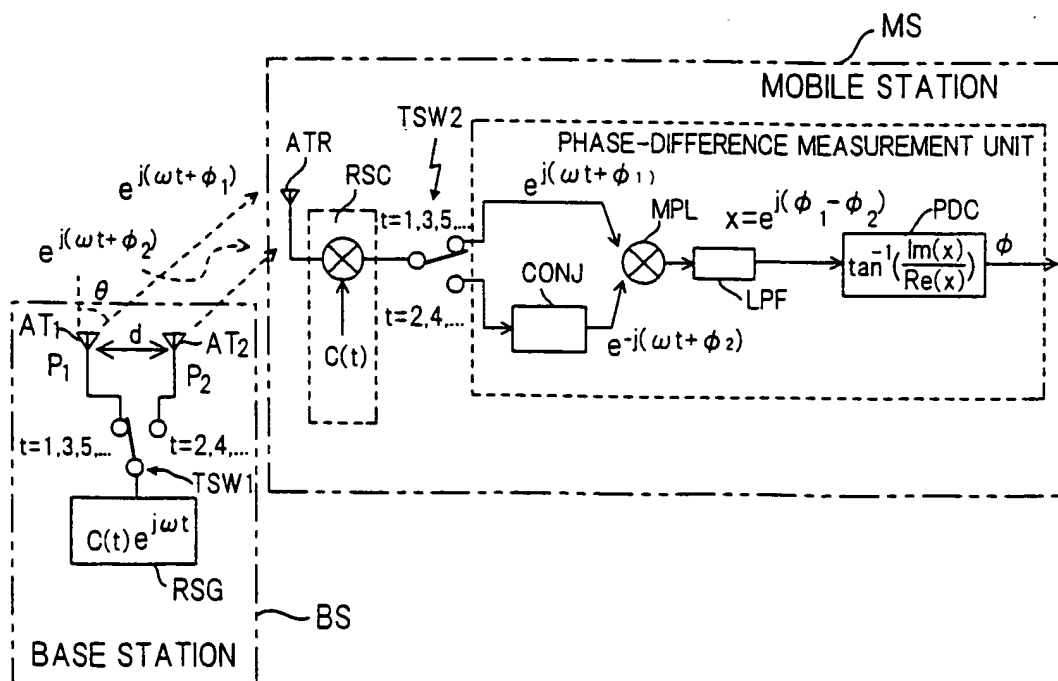 MS
MOBILE STATION
TSW2
PHASE-DIFFERENCE MEASUREMENT UNIT
ATR
RSC
e^j(ωt+ϕ1)
e^j(ωt+ϕ1)
MPL
x=e^j(ϕ1-ϕ2)
PDC
t=1,3,5,...
e^j(ωt+ϕ2)
tan^-1(Im(x)/Re(x))
ϕ
CONJ
LPF
θ
t=2,4,...
e^-j(ωt+ϕ2)
AT1
d
AT2
C(t)
P1
P2
t=1,3,5,...
t=2,4,...
TSW1
C(t)e^jωt
RSG
BS
BASE STATION